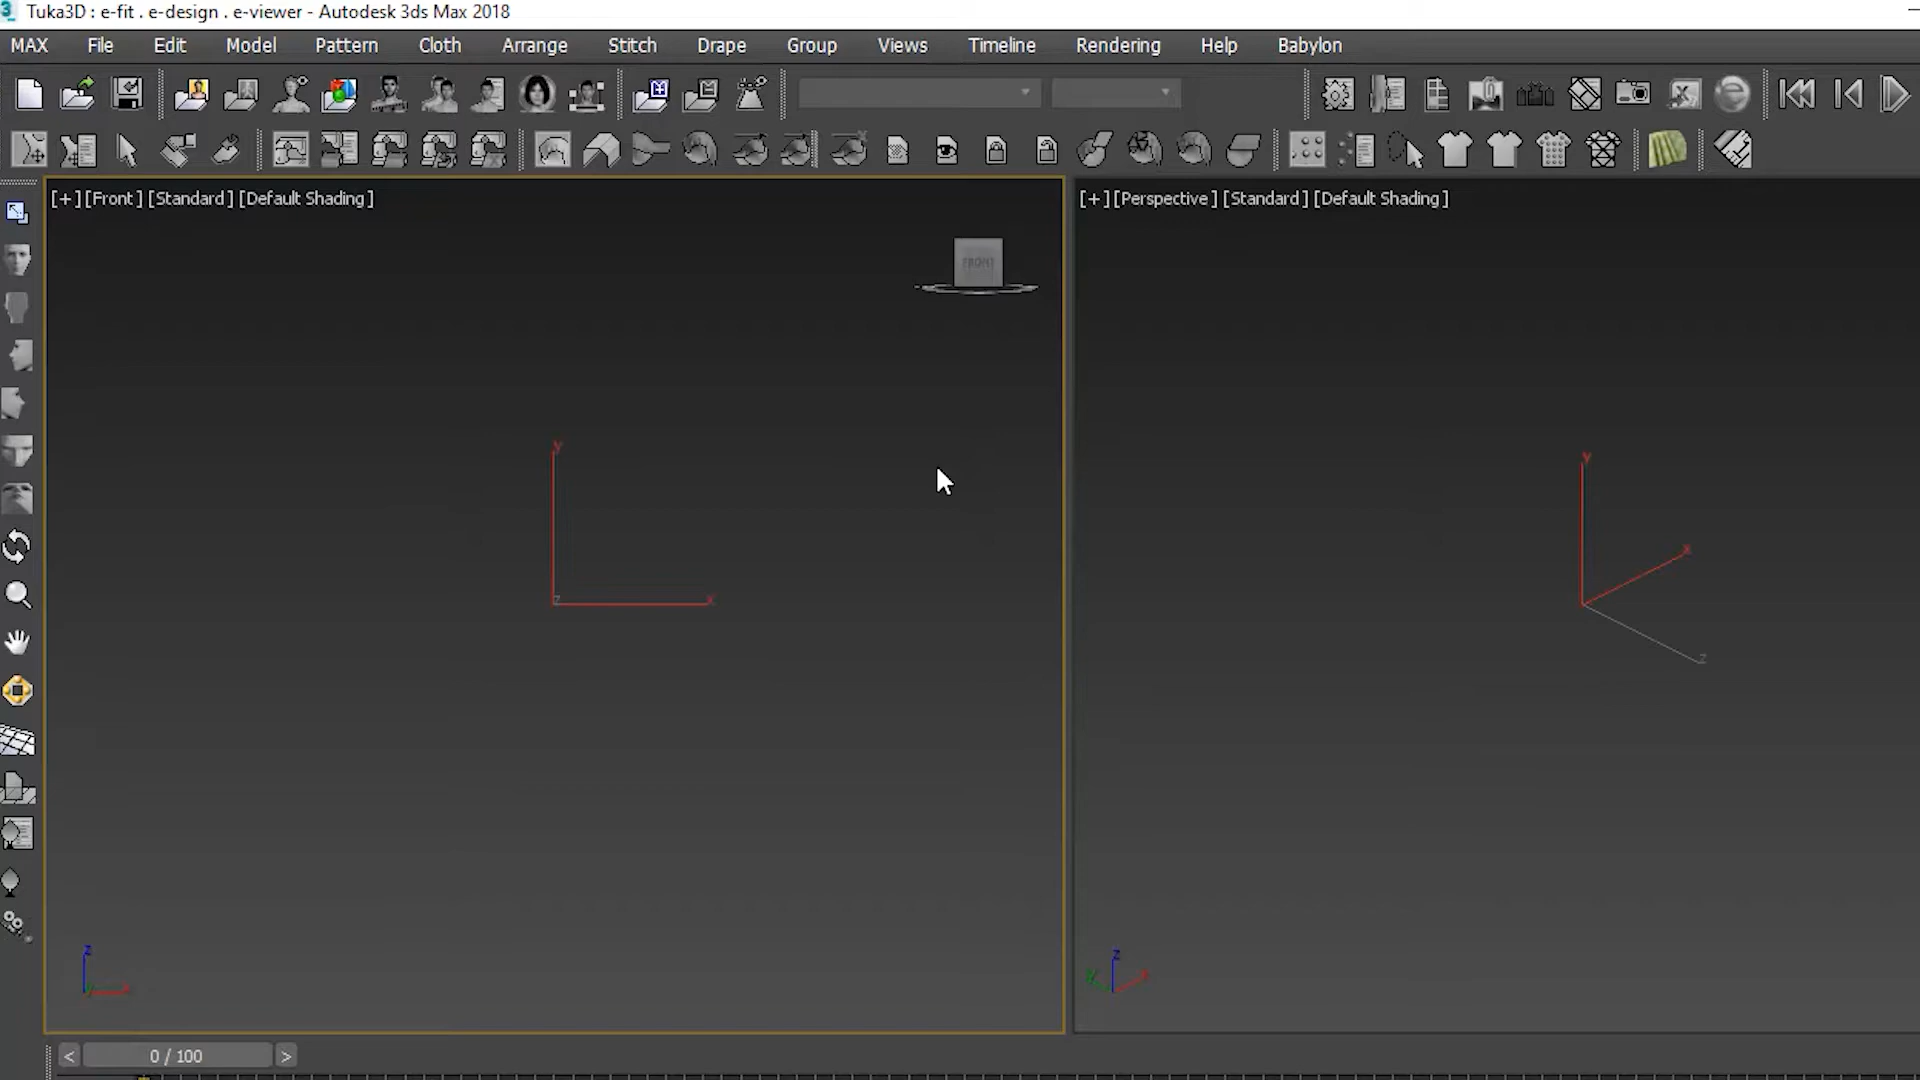 Tuka3D : e-fit . e-design . e-viewer - Autodesk 3ds Max 2018
MAX File Edit Model Pattern Cloth Arrange Stitch Drape Group Views Timeline Rendering Help Babylon
[+] [Front] [Standard] [Default Shading]
[+] [Perspective] [Standard] [Default Shading]
FRONT
y
z x
y
x
z
z
y x
z
y x
< 0 / 100 >